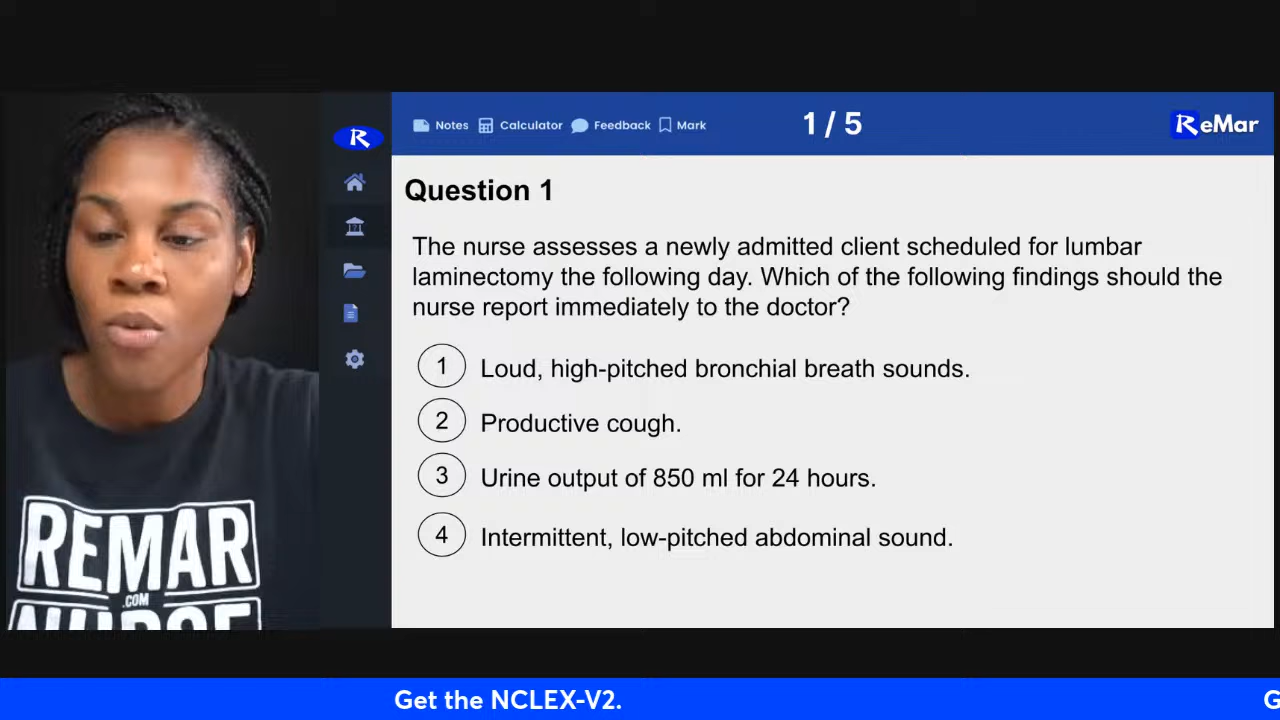 Notes
Calculator
Feedback
Mark
1 / 5
ReMar
R
Question 1
The nurse assesses a newly admitted client scheduled for lumbar
laminectomy the following day. Which of the following findings should the
nurse report immediately to the doctor?
1 Loud, high-pitched bronchial breath sounds.
2 Productive cough.
3 Urine output of 850 ml for 24 hours.
4 Intermittent, low-pitched abdominal sound.
REMAR
.COM
NURSE
Get the NCLEX-V2.
G